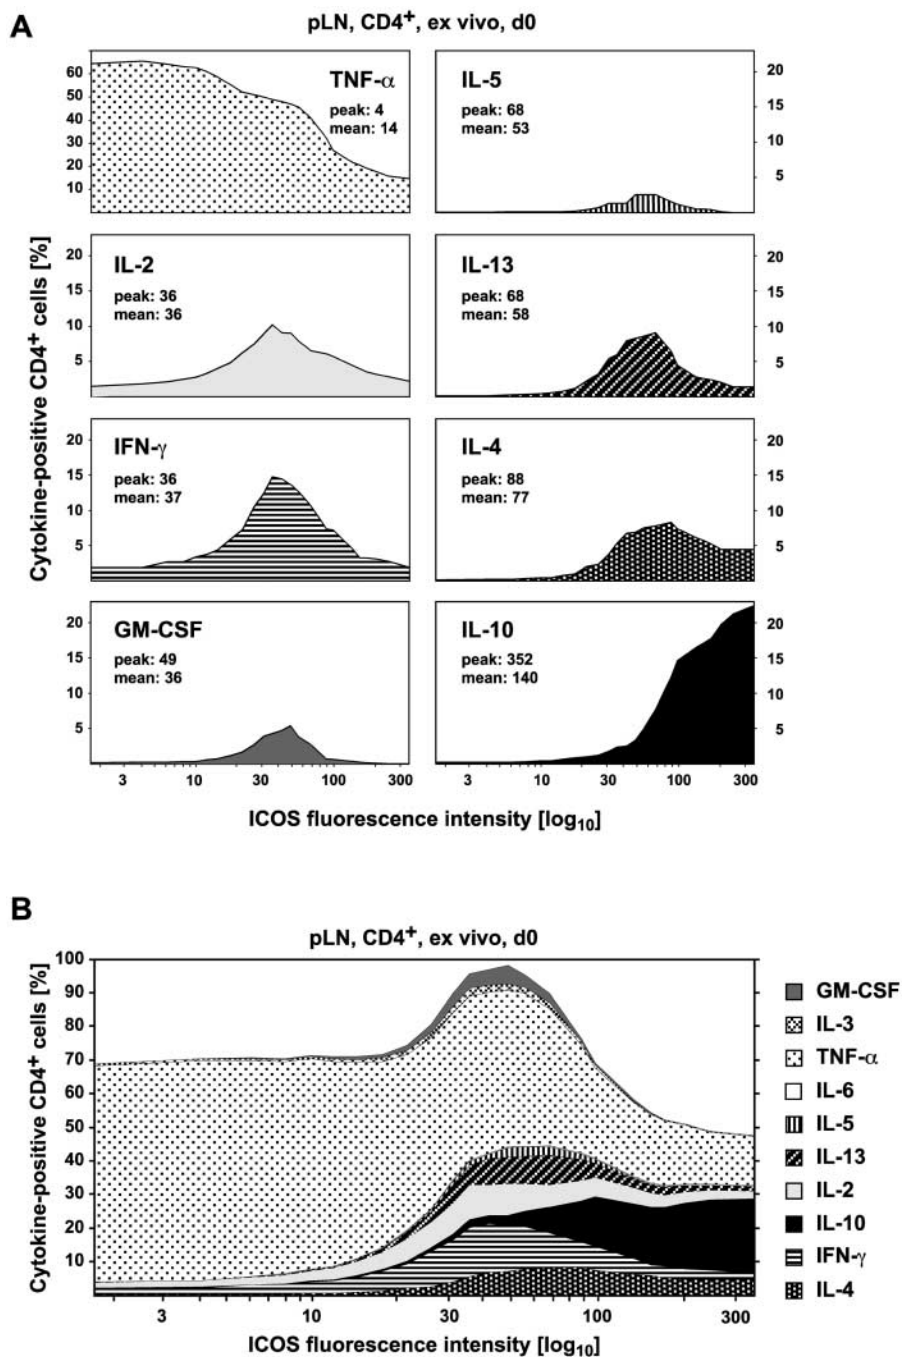 A
pLN, CD4+, ex vivo, d0
Cytokine-positive CD4+ cells [%]
TNF-α
peak: 4
mean: 14
60
50
40
30
20
10
IL-5
peak: 68
mean: 53
20
15
10
5
IL-2
peak: 36
mean: 36
20
15
10
5
IL-13
peak: 68
mean: 58
20
15
10
5
IFN-γ
peak: 36
mean: 37
20
15
10
5
IL-4
peak: 88
mean: 77
20
15
10
5
GM-CSF
peak: 49
mean: 36
20
15
10
5
IL-10
peak: 352
mean: 140
20
15
10
5
3 10 30 100 300
3 10 30 100 300
ICOS fluorescence intensity [log10]
B
pLN, CD4+, ex vivo, d0
Cytokine-positive CD4+ cells [%]
100
90
80
70
60
50
40
30
20
10
3 10 30 100 300
ICOS fluorescence intensity [log10]
GM-CSF
IL-3
TNF-α
IL-6
IL-5
IL-13
IL-2
IL-10
IFN-γ
IL-4